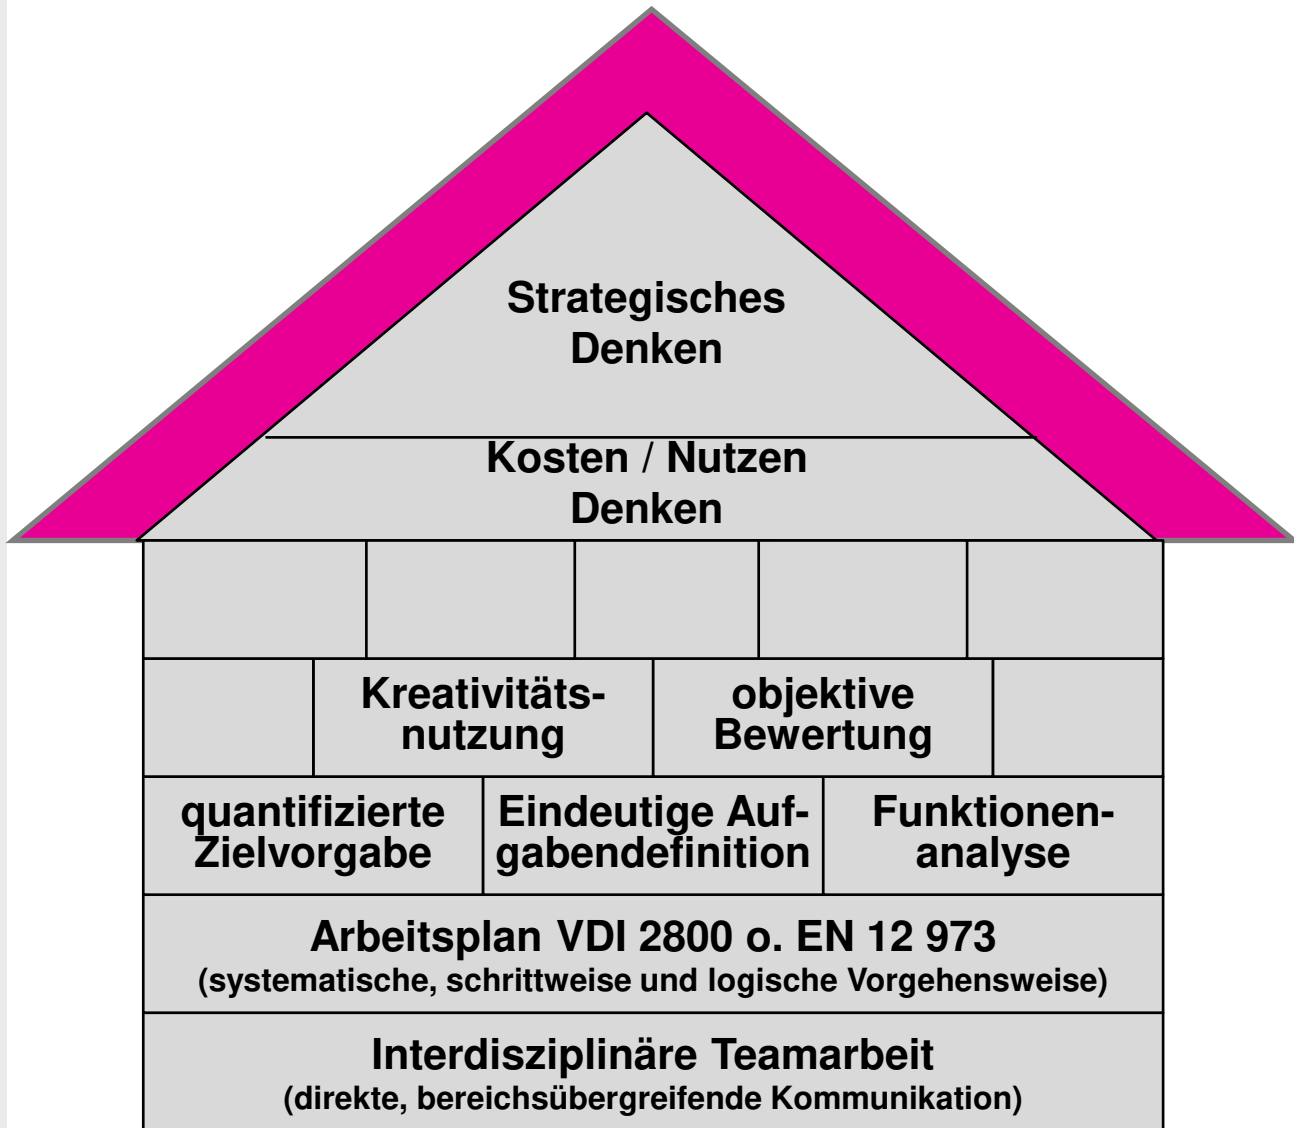 Strategisches
Denken
Kosten / Nutzen
Denken
Kreativitäts-
nutzung
objektive
Bewertung
quantifizierte
Zielvorgabe
Eindeutige Auf-
gabendefinition
Funktionen-
analyse
Arbeitsplan VDI 2800 o. EN 12 973
(systematische, schrittweise und logische Vorgehensweise)
Interdisziplinäre Teamarbeit
(direkte, bereichsübergreifende Kommunikation)